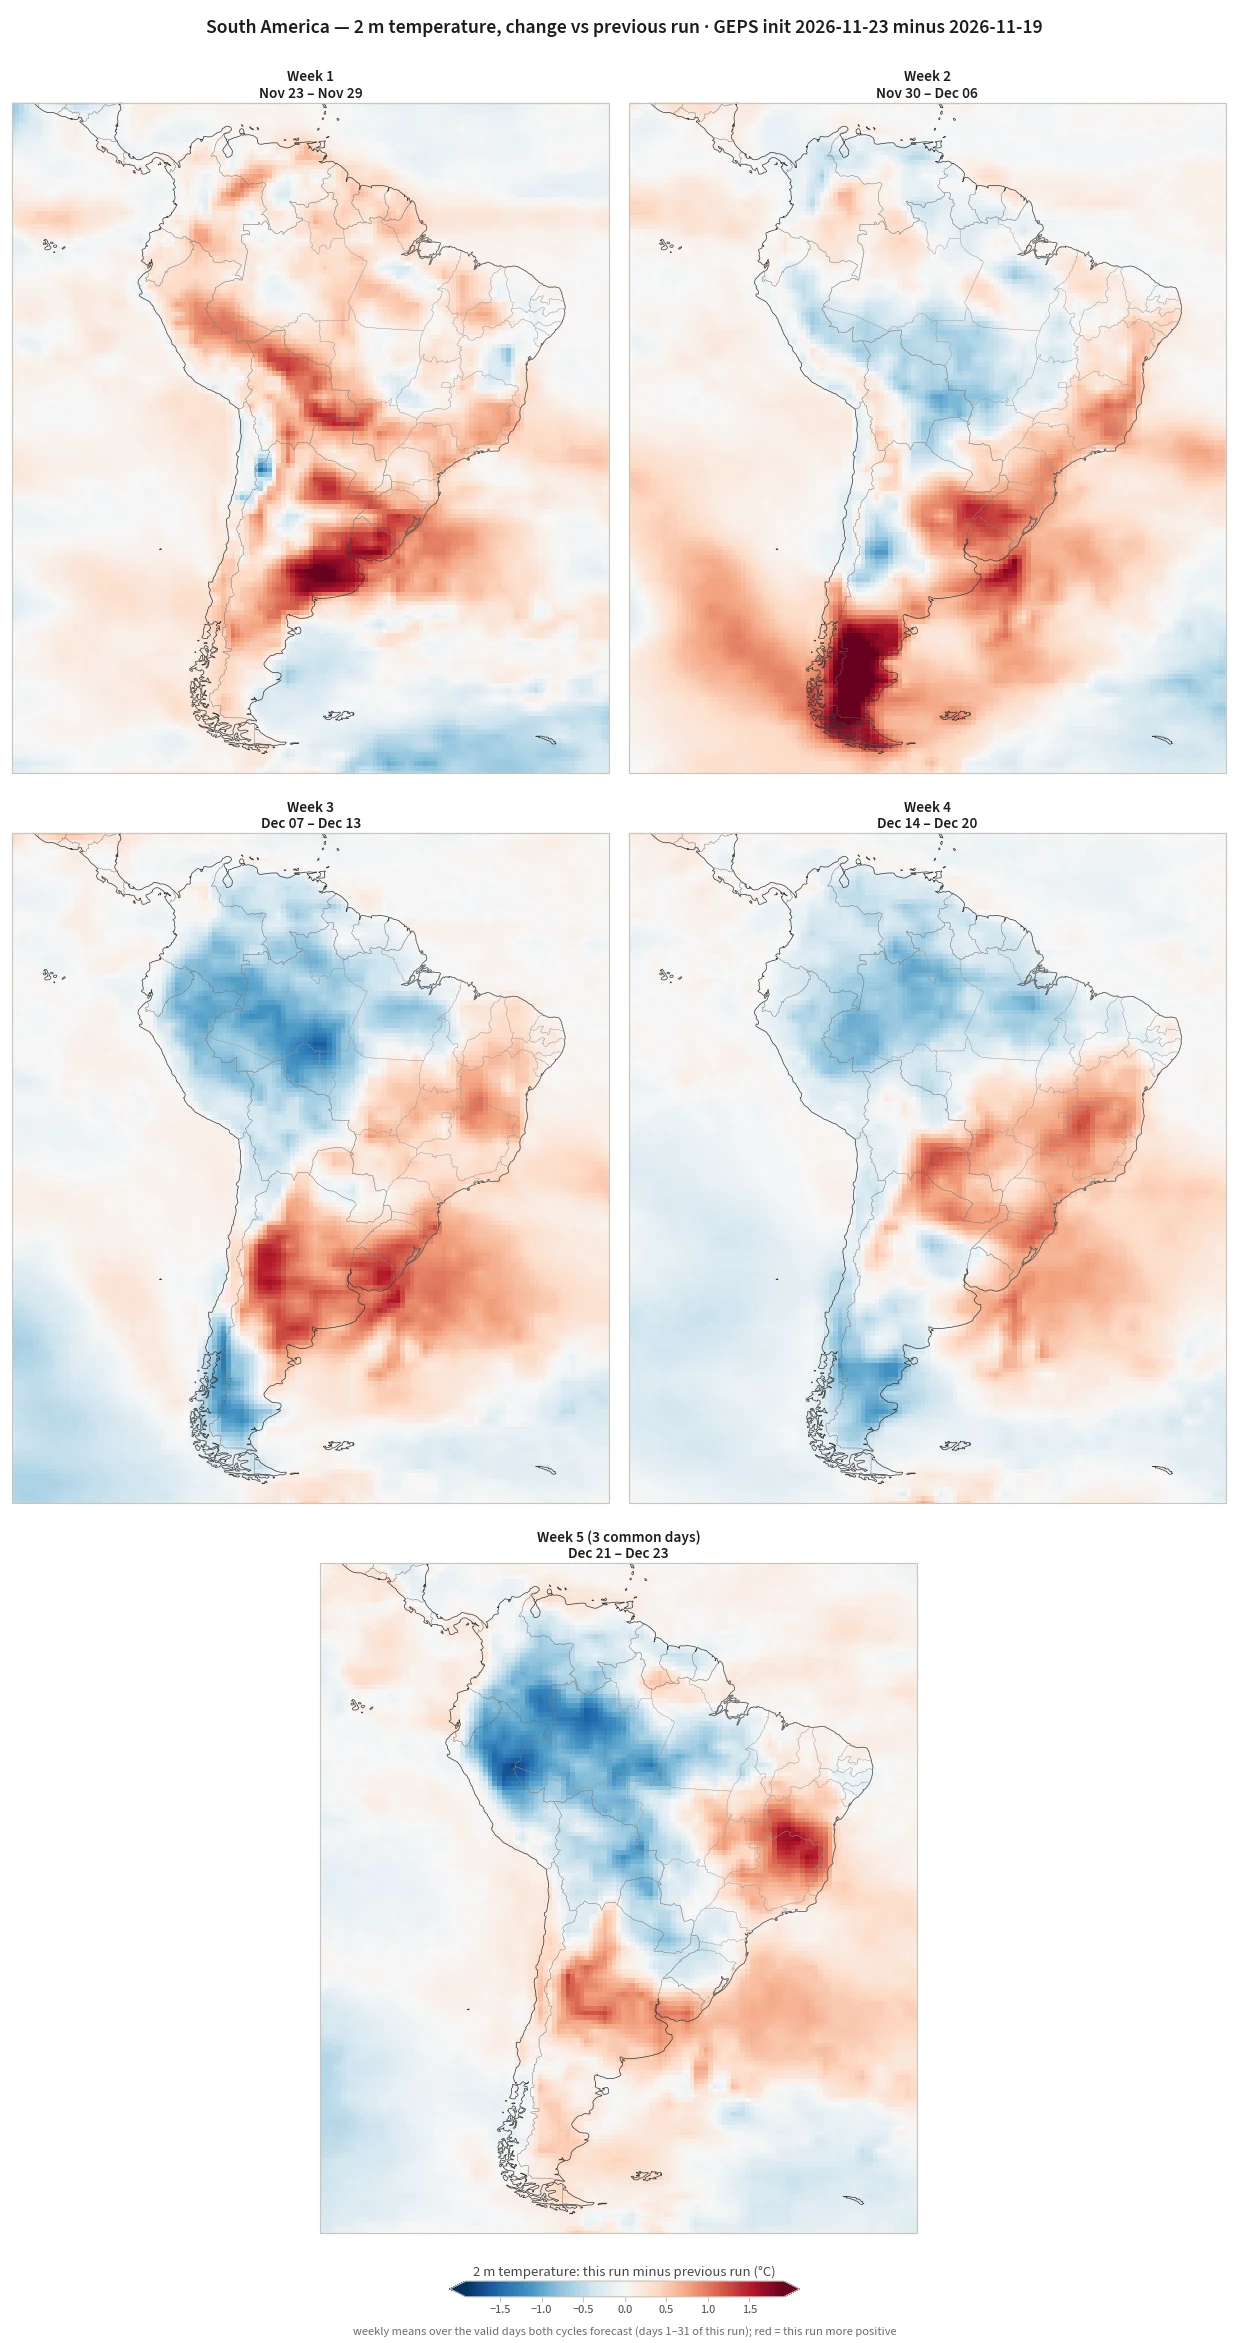 South America — 2 m temperature, change vs previous run · GEPS init 2026-11-23 minus 2026-11-19
Week 1
Nov 23 – Nov 29
Week 2
Nov 30 – Dec 06
Week 3
Dec 07 – Dec 13
Week 4
Dec 14 – Dec 20
Week 5 (3 common days)
Dec 21 – Dec 23
2 m temperature: this run minus previous run (°C)
−1.5 −1.0 −0.5 0.0 0.5 1.0 1.5
weekly means over the valid days both cycles forecast (days 1–31 of this run); red = this run more positive